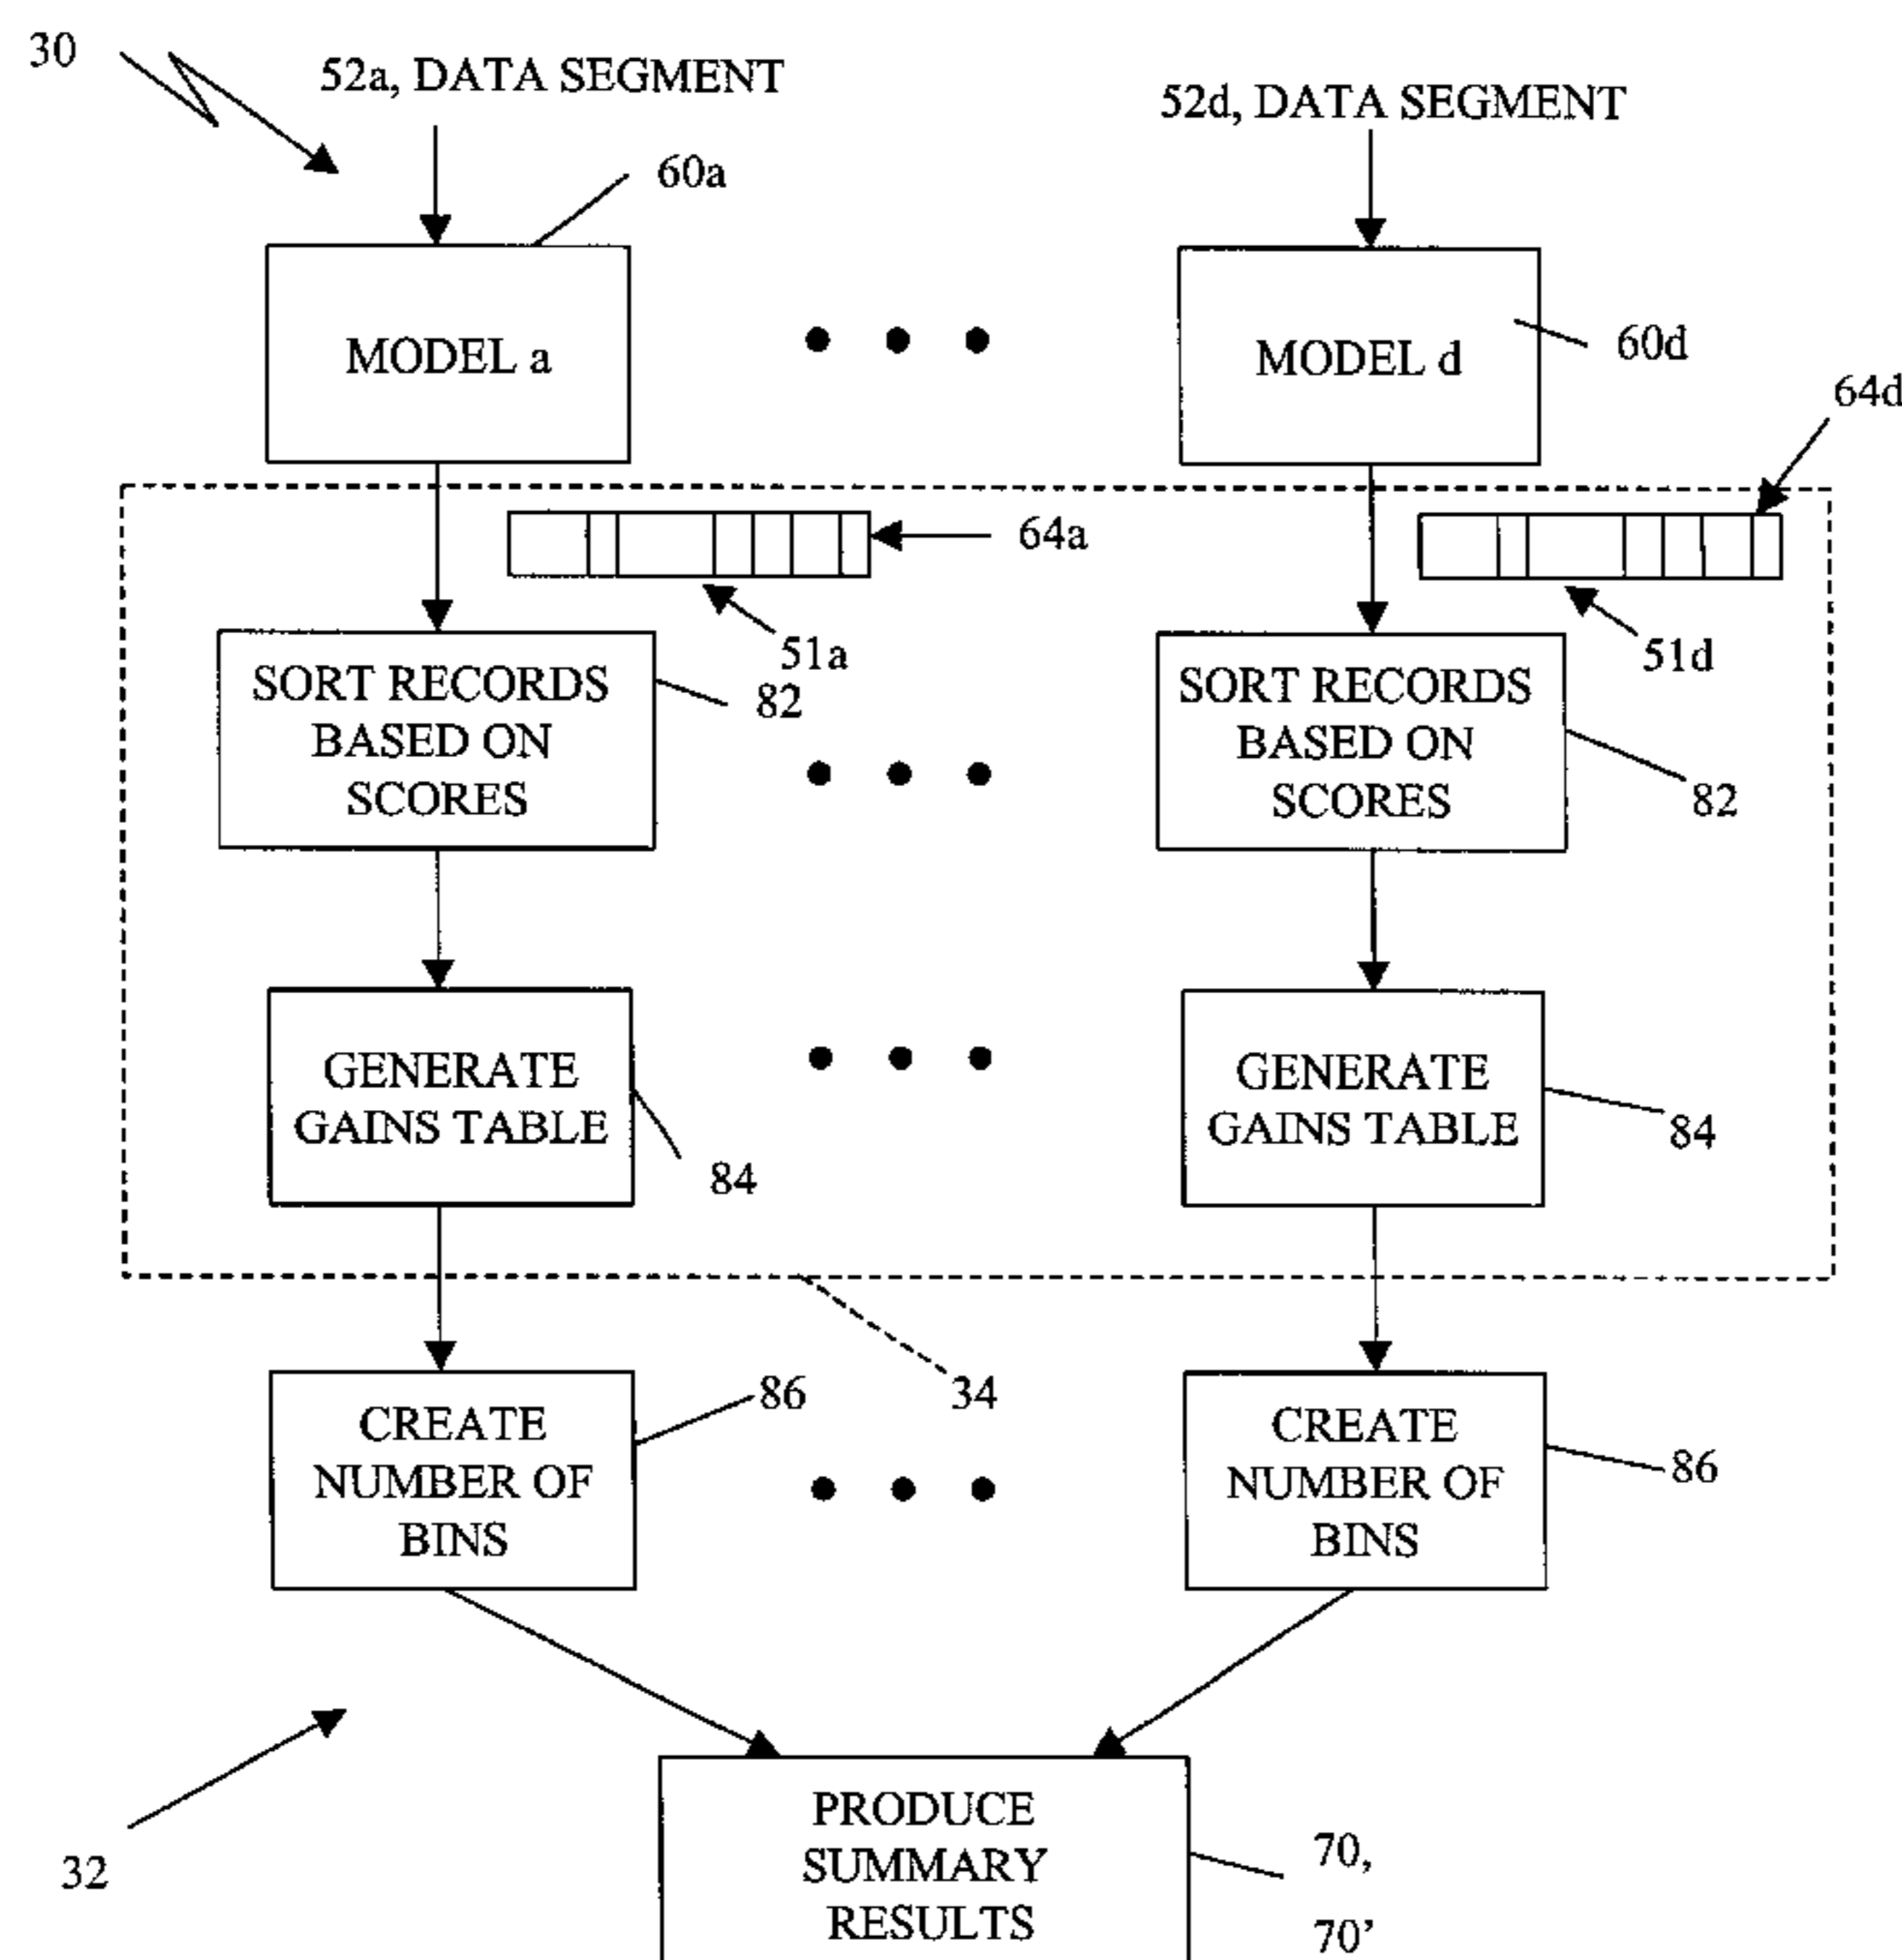 30
52a, DATA SEGMENT
52d, DATA SEGMENT
60a
MODEL a
MODEL d
60d
64d
64a
51a
51d
SORT RECORDS
BASED ON
SCORES
82
SORT RECORDS
BASED ON
SCORES
82
GENERATE
GAINS TABLE
84
GENERATE
GAINS TABLE
84
34
CREATE
NUMBER OF
BINS
86
CREATE
NUMBER OF
BINS
86
32
PRODUCE
SUMMARY
RESULTS
70,
70’